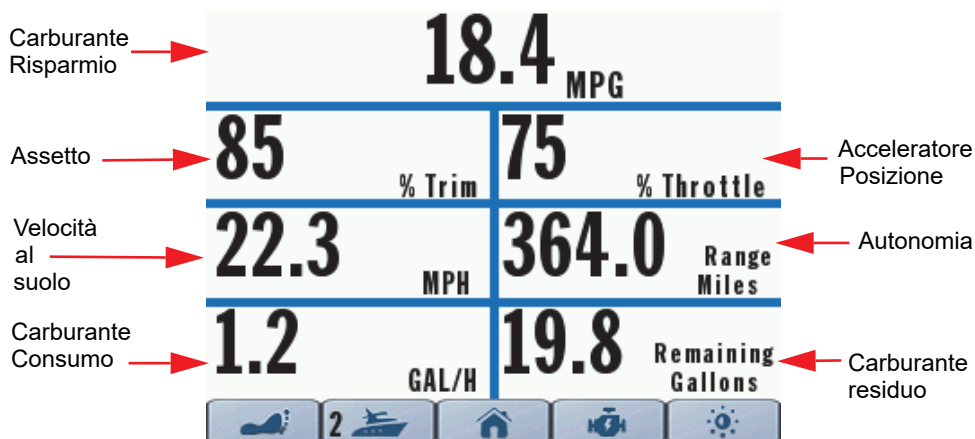 Carburante
Risparmio
18.4 MPG
Assetto
85 % Trim
75 % Throttle
Acceleratore
Posizione
Velocità
al
suolo
22.3 MPH
364.0 Range
Miles
Autonomia
Carburante
Consumo
1.2 GAL/H
19.8 Remaining
Gallons
Carburante
residuo
2